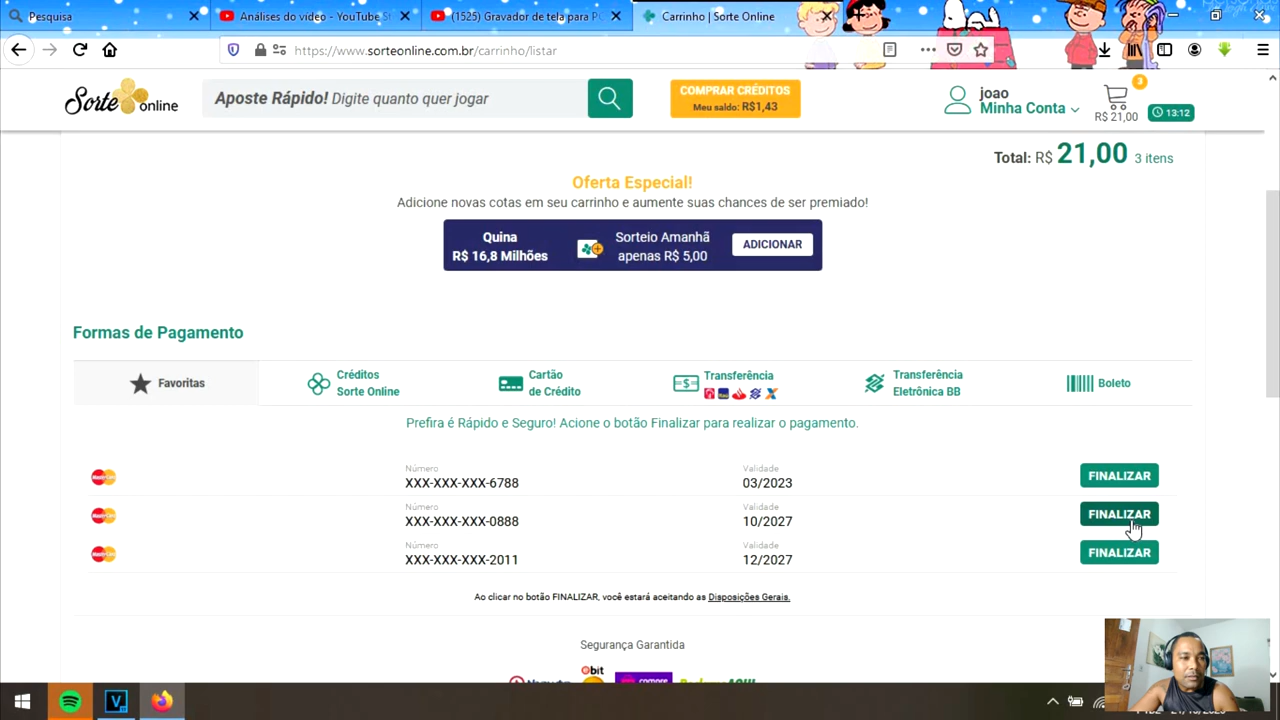 Pesquisa
Análises do vídeo - YouTube St
(1525) Gravador de tela para PC
Carrinho | Sorte Online
https://www.sorteonline.com.br/carrinho/listar
Sorte online
Aposte Rápido! Digite quanto quer jogar
COMPRAR CRÉDITOS
Meu saldo: R$1,43
joao
Minha Conta
3
R$ 21,00
13:12
Total: R$ 21,00 3 itens
Oferta Especial!
Adicione novas cotas em seu carrinho e aumente suas chances de ser premiado!
Quina
R$ 16,8 Milhões
Sorteio Amanhã
apenas R$ 5,00
ADICIONAR
Formas de Pagamento
Favoritas
Créditos
Sorte Online
Cartão
de Crédito
Transferência
Transferência
Eletrônica BB
Boleto
Prefira é Rápido e Seguro! Acione o botão Finalizar para realizar o pagamento.
Número
XXX-XXX-XXX-6788
Validade
03/2023
FINALIZAR
Número
XXX-XXX-XXX-0888
Validade
10/2027
FINALIZAR
Número
XXX-XXX-XXX-2011
Validade
12/2027
FINALIZAR
Ao clicar no botão FINALIZAR, você estará aceitando as Disposições Gerais.
Segurança Garantida